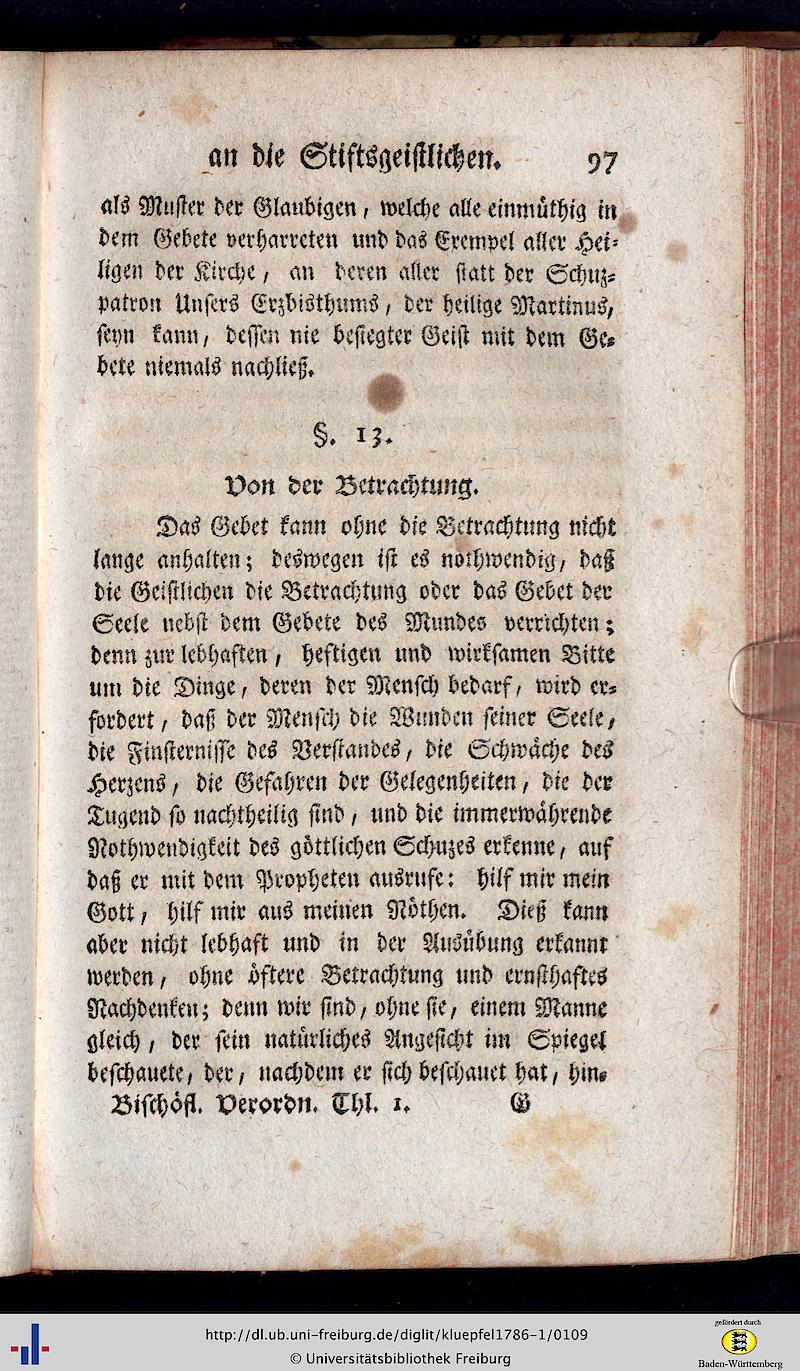 an die Stiftsgeistlichen. 97
als Muster der Glaubigen, welche alle einmüthig in
dem Gebete verharreten und das Exempel aller Hei-
ligen der Kirche, an deren aller statt der Schuz-
patron Unsers Erzbisthums, der heilige Martinus,
seyn kann, dessen nie besiegter Geist mit dem Ge-
bete niemals nachließ.
§. 13.
Von der Betrachtung.
Das Gebet kann ohne die Betrachtung nicht
lange anhalten; deswegen ist es nothwendig, daß
die Geistlichen die Betrachtung oder das Gebet der
Seele nebst dem Gebete des Mundes verrichten;
denn zur lebhaften, heftigen und wirksamen Bitte
um die Dinge, deren der Mensch bedarf, wird er-
fordert, daß der Mensch die Wunden seiner Seele,
die Finsternisse des Verstandes, die Schwäche des
Herzens, die Gefahren der Gelegenheiten, die der
Tugend so nachtheilig sind, und die immerwährende
Nothwendigkeit des göttlichen Schuzes erkenne, auf
daß er mit dem Propheten ausrufe: hilf mir mein
Gott, hilf mir aus meinen Nöthen. Dieß kann
aber nicht lebhaft und in der Ausübung erkannt
werden, ohne öftere Betrachtung und ernsthaftes
Nachdenken; denn wir sind, ohne sie, einem Manne
gleich, der sein natürliches Angesicht im Spiegel
beschauete, der, nachdem er sich beschauet hat, hin-
Bischöfl. Verordn. Thl. 1. G
http://dl.ub.uni-freiburg.de/diglit/kluepfel1786-1/0109
© Universitätsbibliothek Freiburg
gefördert durch
Baden-Württemberg